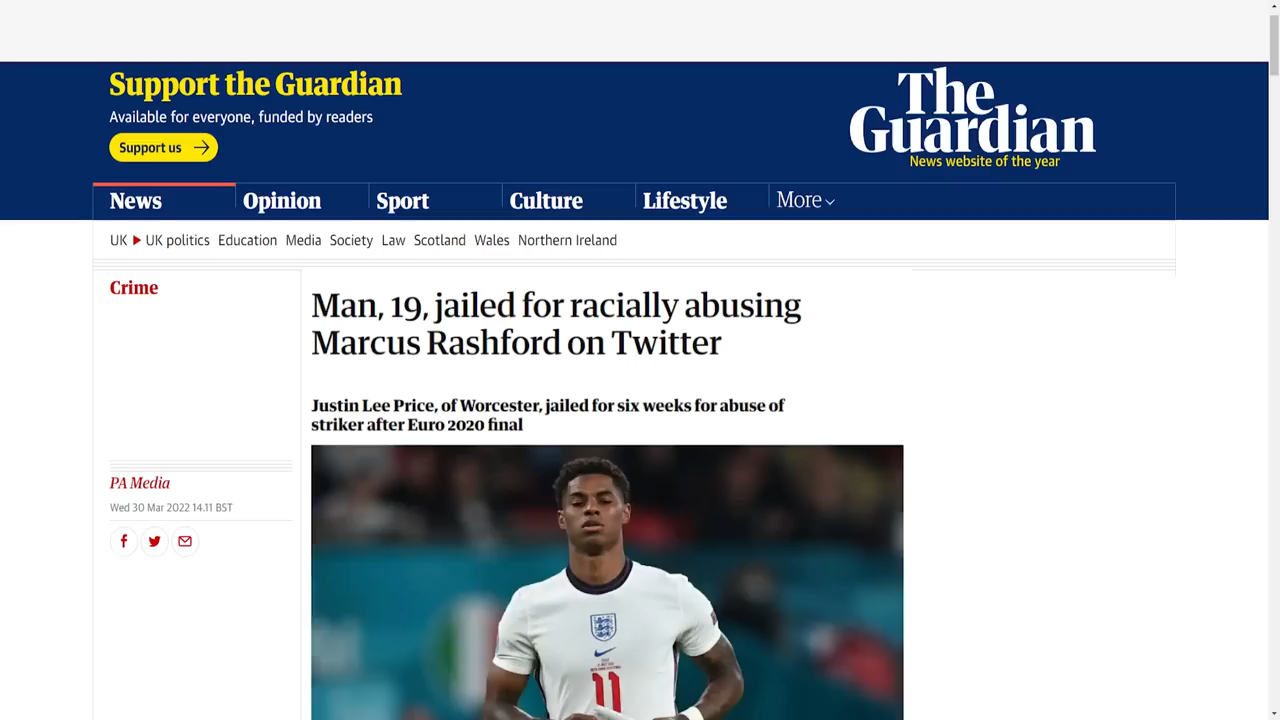 Support the Guardian
Available for everyone, funded by readers
Support us
The
Guardian
News website of the year
News Opinion Sport Culture Lifestyle More
UK UK politics Education Media Society Law Scotland Wales Northern Ireland
Crime
Man, 19, jailed for racially abusing
Marcus Rashford on Twitter
Justin Lee Price, of Worcester, jailed for six weeks for abuse of
striker after Euro 2020 final
PA Media
Wed 30 Mar 2022 14.11 BST
11